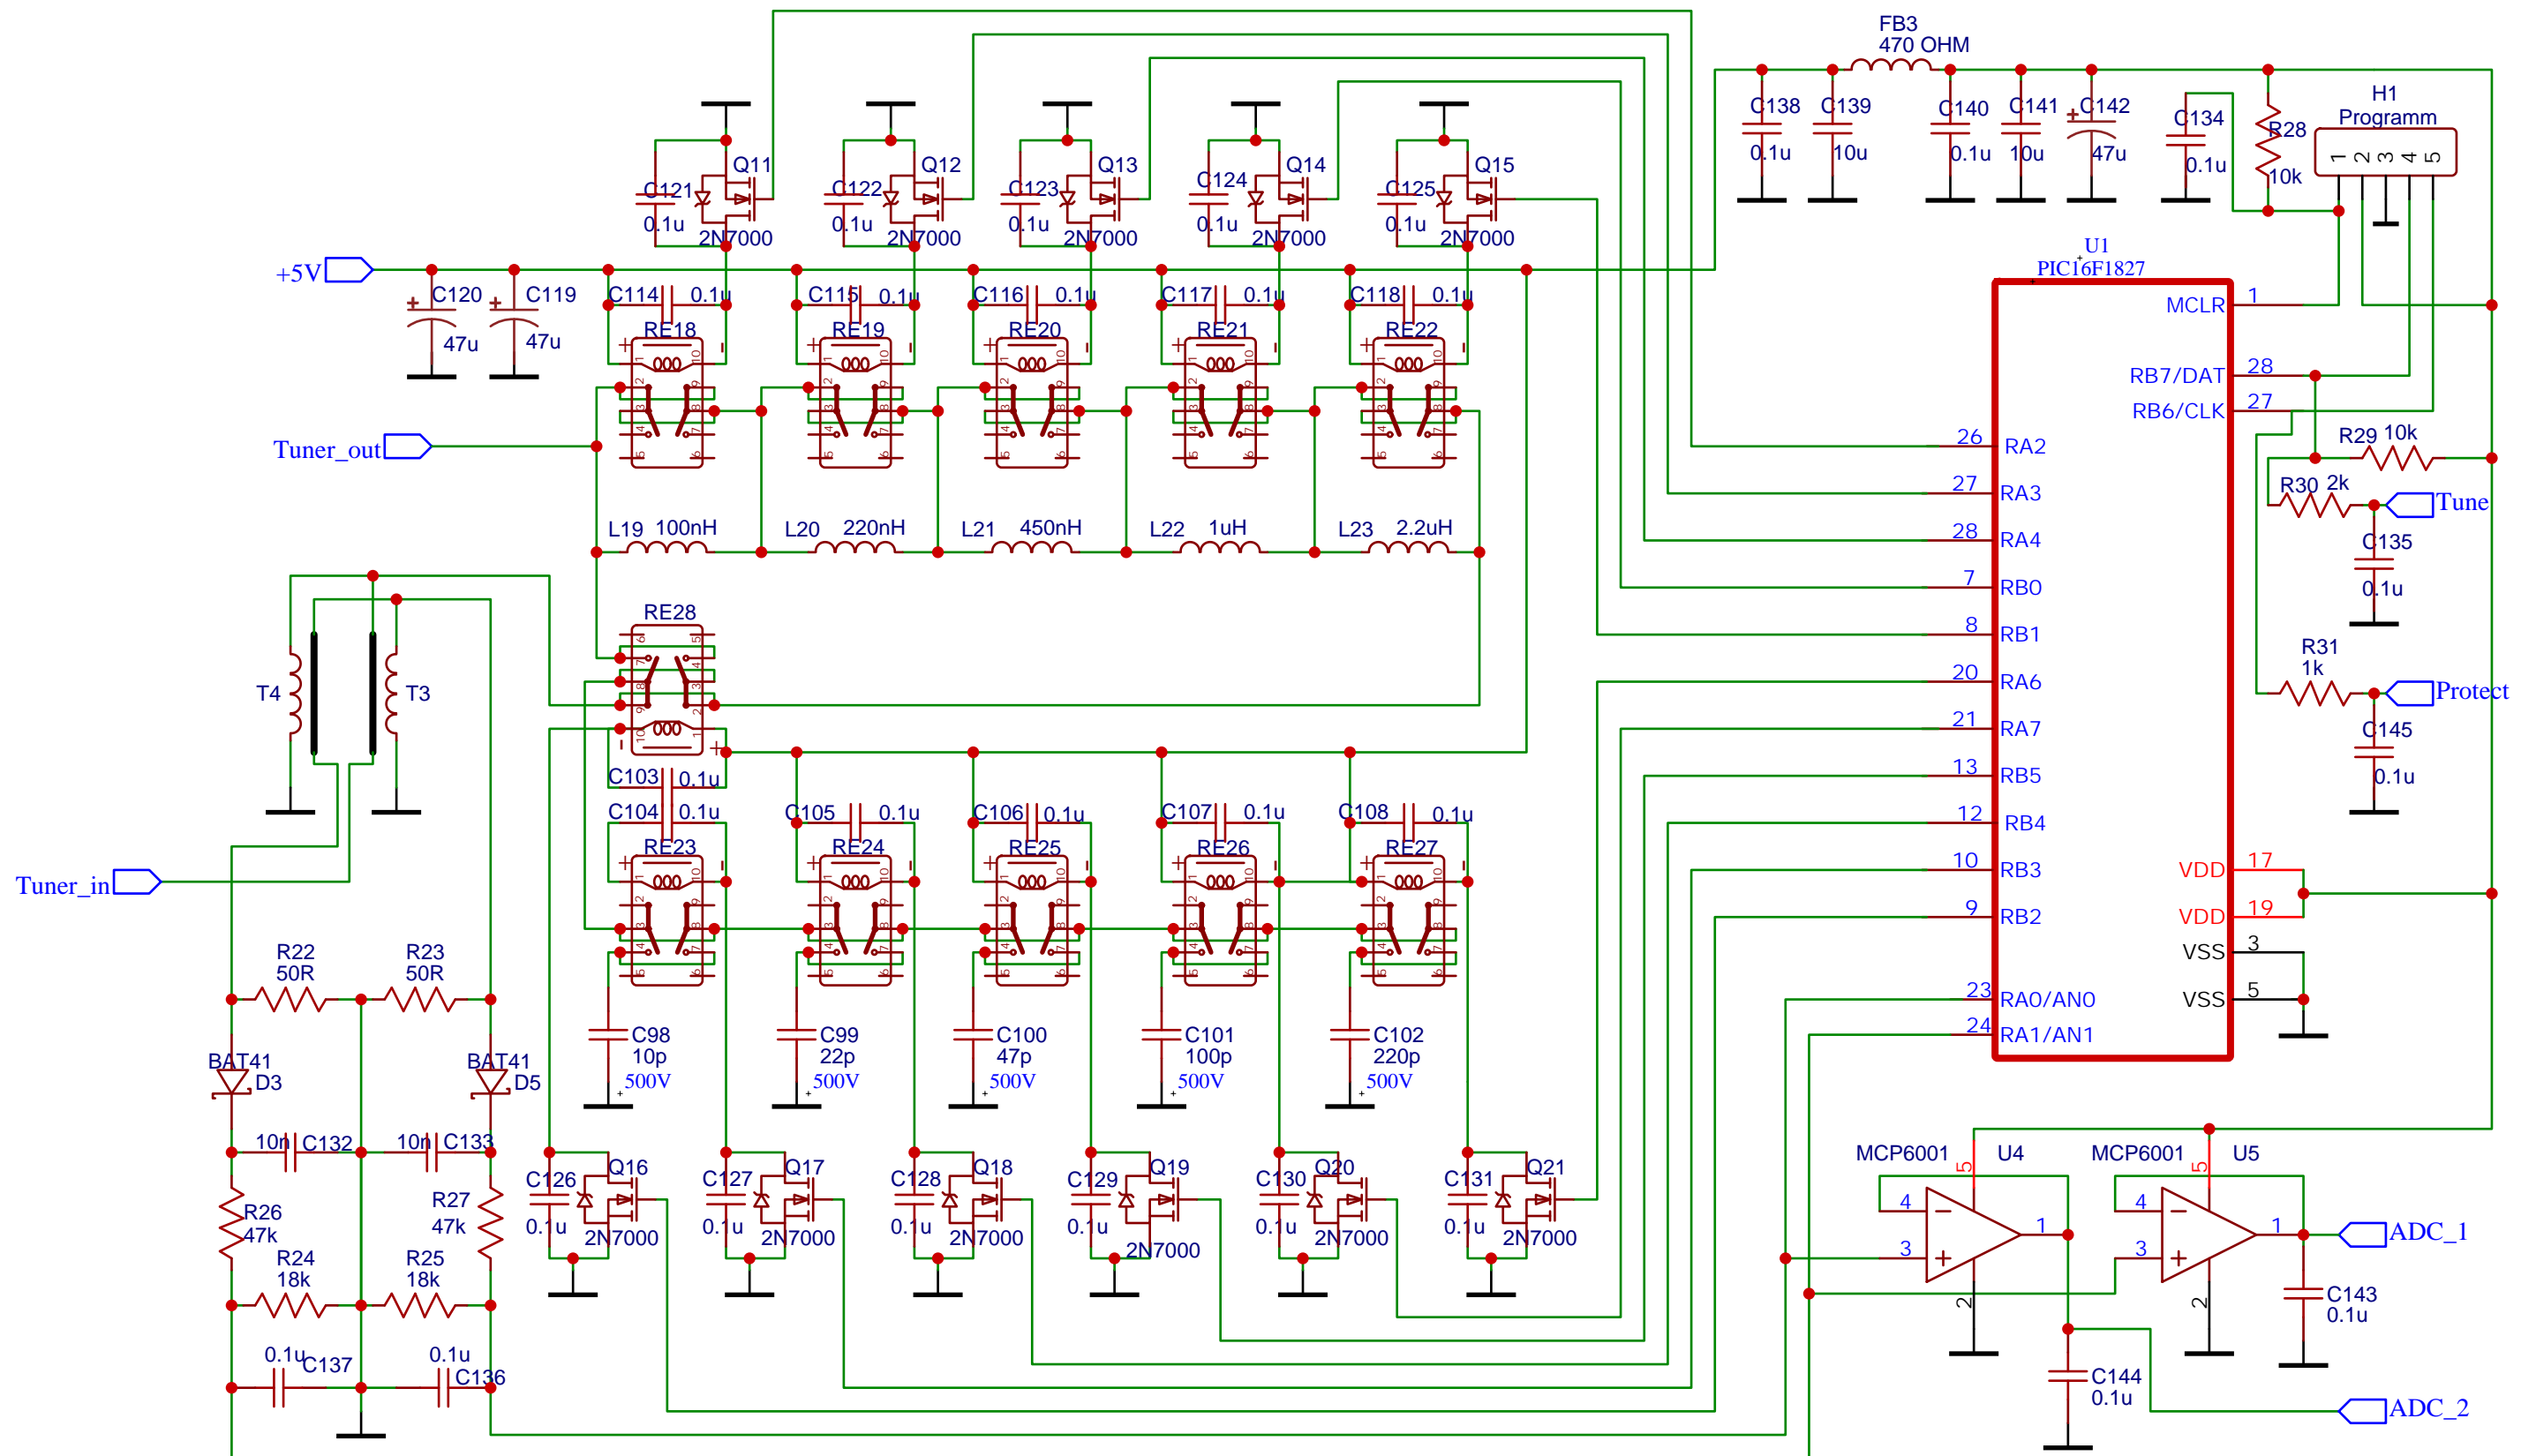 FB3
470 OHM
C138
0.1u
C139
10u
C140
0.1u
C141
10u
C142
47u
C134
0.1u
R28
10k
H1
Programm
1 2 3 4 5
Q11
C121
0.1u
2N7000
Q12
C122
0.1u
2N7000
Q13
C123
0.1u
2N7000
Q14
C124
0.1u
2N7000
Q15
C125
0.1u
2N7000
+5V
C120
47u
C119
47u
C114 0.1u
RE18
C115 0.1u
RE19
C116 0.1u
RE20
C117 0.1u
RE21
C118 0.1u
RE22
Tuner_out
L19 100nH
L20 220nH
L21 450nH
L22 1uH
L23 2.2uH
U1
PIC16F1827
MCLR 1
RB7/DAT 28
RB6/CLK 27
26 RA2
27 RA3
28 RA4
7 RB0
8 RB1
20 RA6
21 RA7
13 RB5
12 RB4
10 RB3
9 RB2
23 RA0/AN0
24 RA1/AN1
VDD 17
VDD 19
VSS 3
VSS 5
R29 10k
R30 2k
Tune
C135
0.1u
R31
1k
Protect
C145
0.1u
RE28
T4
T3
C103 0.1u
C104 0.1u
RE23
C105 0.1u
RE24
C106 0.1u
RE25
C107 0.1u
RE26
C108 0.1u
RE27
Tuner_in
R22
50R
R23
50R
C98
10p
500V
C99
22p
500V
C100
47p
500V
C101
100p
500V
C102
220p
500V
BAT41
D3
BAT41
D5
10n C132
10n C133
R26
47k
R27
47k
R24
18k
R25
18k
0.1u C137
0.1u C136
Q16
C126
0.1u
2N7000
Q17
C127
0.1u
2N7000
Q18
C128
0.1u
2N7000
Q19
C129
0.1u
2N7000
Q20
C130
0.1u
2N7000
Q21
C131
0.1u
2N7000
MCP6001 U4
5
4
3
1
2
MCP6001 U5
5
4
3
1
2
ADC_1
C143
0.1u
C144
0.1u
ADC_2